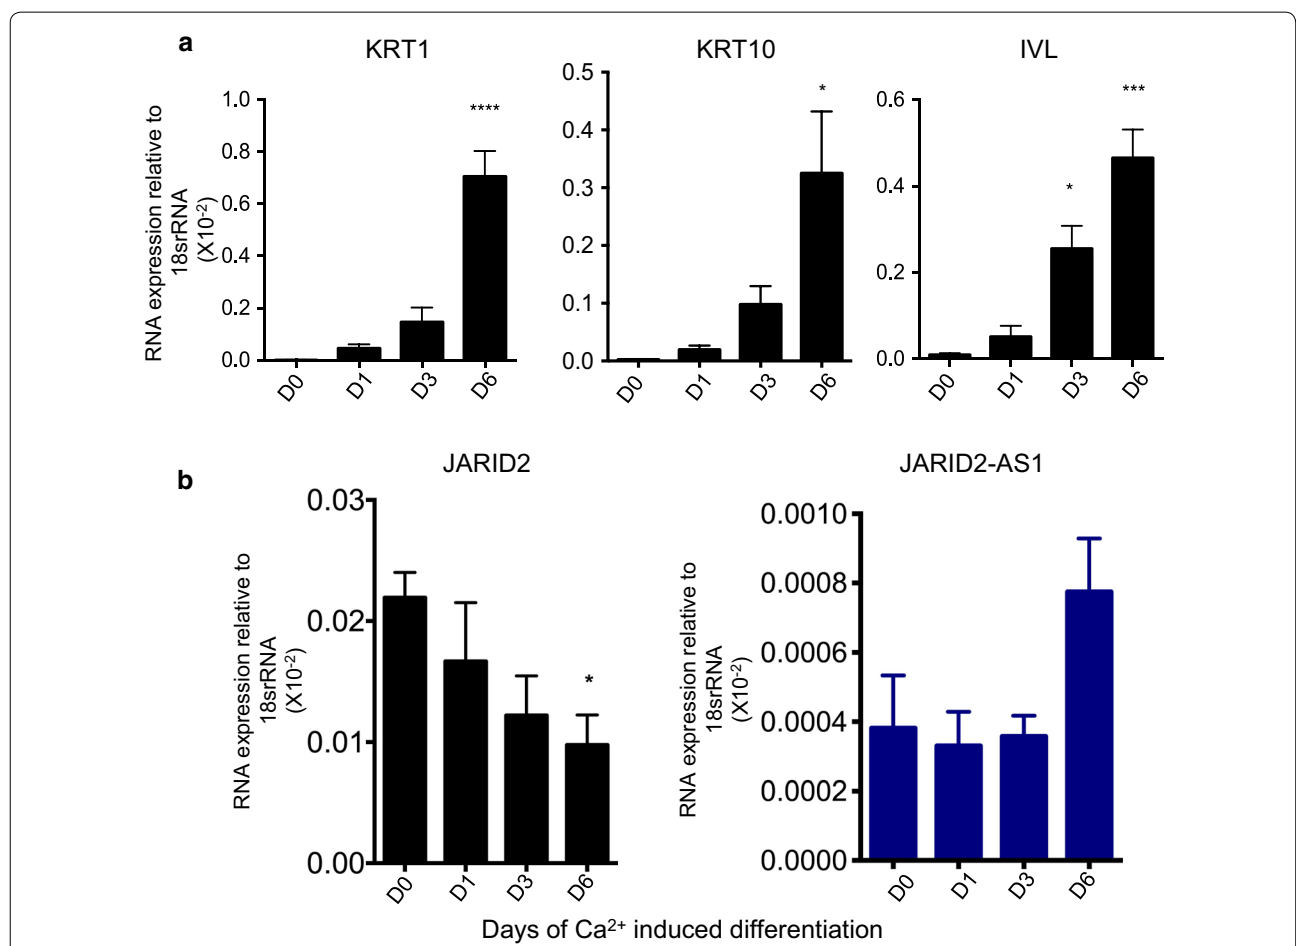 a
KRT1
KRT10
IVL
RNA expression relative to
18srRNA
(X10⁻²)
1.0
0.8
0.6
0.4
0.2
0.0
D0
D1
D3
D6
****
0.5
0.4
0.3
0.2
0.1
0.0
D0
D1
D3
D6
*
0.6
0.4
0.2
0.0
D0
D1
D3
D6
*
***
b
JARID2
JARID2-AS1
RNA expression relative to
18srRNA
(X10⁻²)
0.03
0.02
0.01
0.00
D0
D1
D3
D6
*
RNA expression relative to
18srRNA
(X10⁻²)
0.0010
0.0008
0.0006
0.0004
0.0002
0.0000
D0
D1
D3
D6
Days of Ca²⁺ induced differentiation